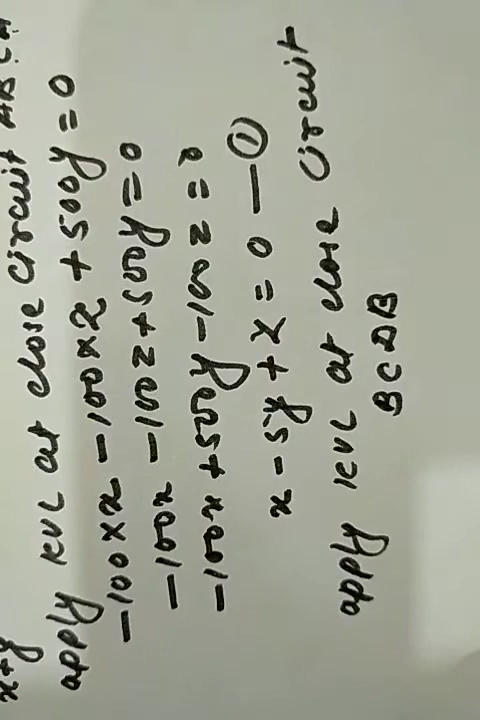 x+y
apply KVL at close circuit ABCA
-100×x -100×z +500y=0
-100x -100z+500y=0
-100x+500y-100z=0
x-5y+z=0 —①
apply KVL at close circuit
BCDB